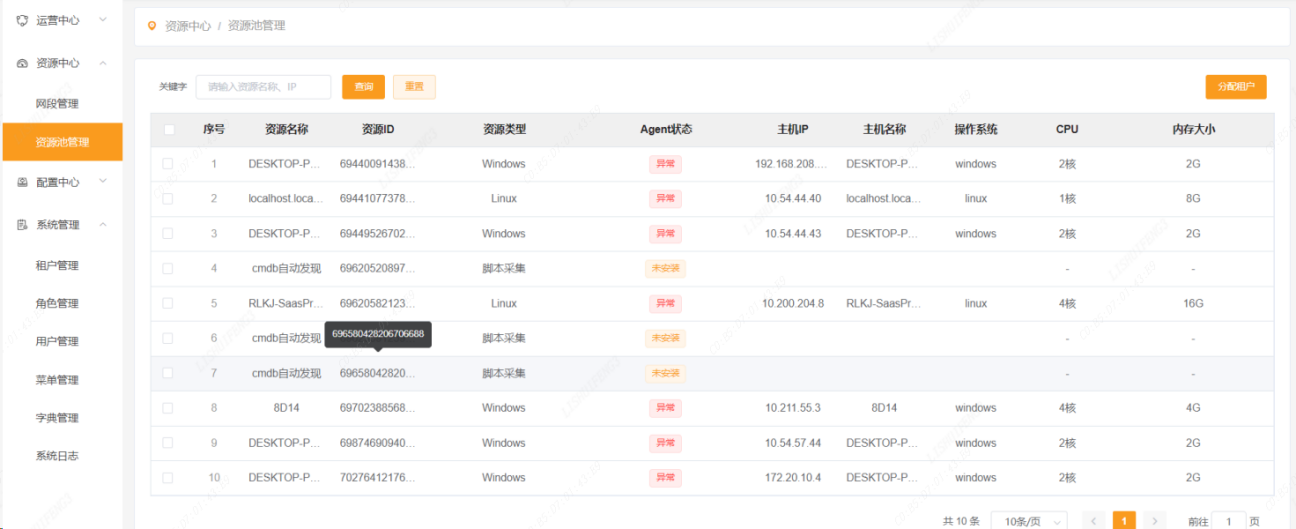 运营中心
资源中心
网段管理
资源池管理
配置中心
系统管理
租户管理
角色管理
用户管理
菜单管理
字典管理
系统日志
资源中心 / 资源池管理
关键字 请输入资源名称、IP 查询 重置 分配租户
序号 资源名称 资源ID 资源类型 Agent状态 主机IP 主机名称 操作系统 CPU 内存大小
1 DESKTOP-P... 69440091438... Windows 异常 192.168.208.... DESKTOP-P... windows 2核 2G
2 localhost.loca... 69441077378... Linux 异常 10.54.44.40 localhost.loca... linux 1核 8G
3 DESKTOP-P... 69449526702... Windows 异常 10.54.44.43 DESKTOP-P... windows 2核 2G
4 cmdb自动发现 69620520897... 脚本采集 未安装 - -
5 RLKJ-SaasPr... 69620582123... Linux 异常 10.200.204.8 RLKJ-SaasPr... linux 4核 16G
6 cmdb自动发现 696580428206706688 脚本采集 未安装 - -
7 cmdb自动发现 69658042820... 脚本采集 未安装 - -
8 8D14 69702388568... Windows 异常 10.211.55.3 8D14 windows 4核 4G
9 DESKTOP-P... 69874690940... Windows 异常 10.54.57.44 DESKTOP-P... windows 2核 2G
10 DESKTOP-P... 70276412176... Windows 异常 172.20.10.4 DESKTOP-P... windows 2核 2G
共 10 条 10条/页 < 1 > 前往 1 页